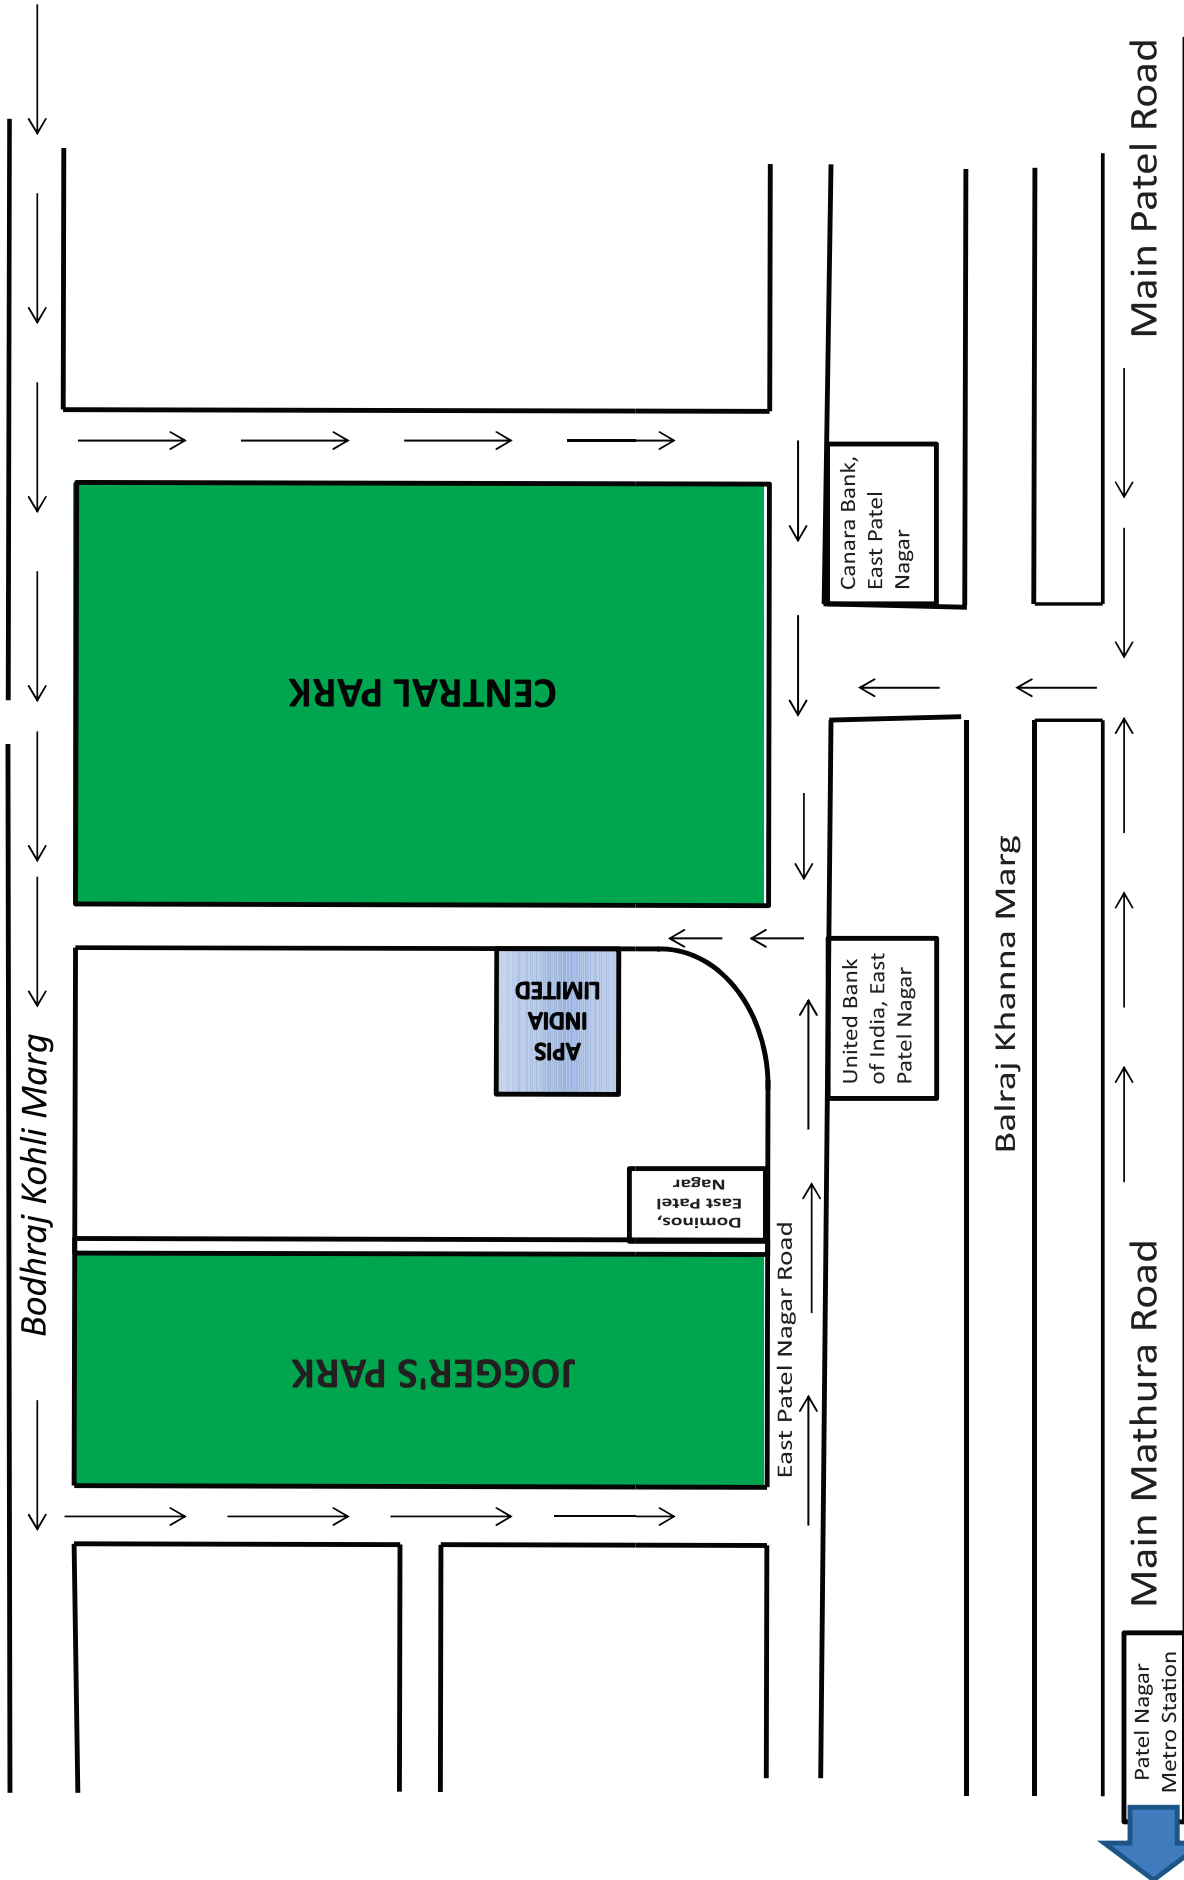 Bodhraj Kohli Marg
JOGGER'S PARK
CENTRAL PARK
APIS
INDIA
LIMITED
Dominos,
East Patel
Nagar
East Patel Nagar Road
United Bank
of India, East
Patel Nagar
Canara Bank,
East Patel
Nagar
Balraj Khanna Marg
Patel Nagar
Metro Station
Main Mathura Road
Main Patel Road